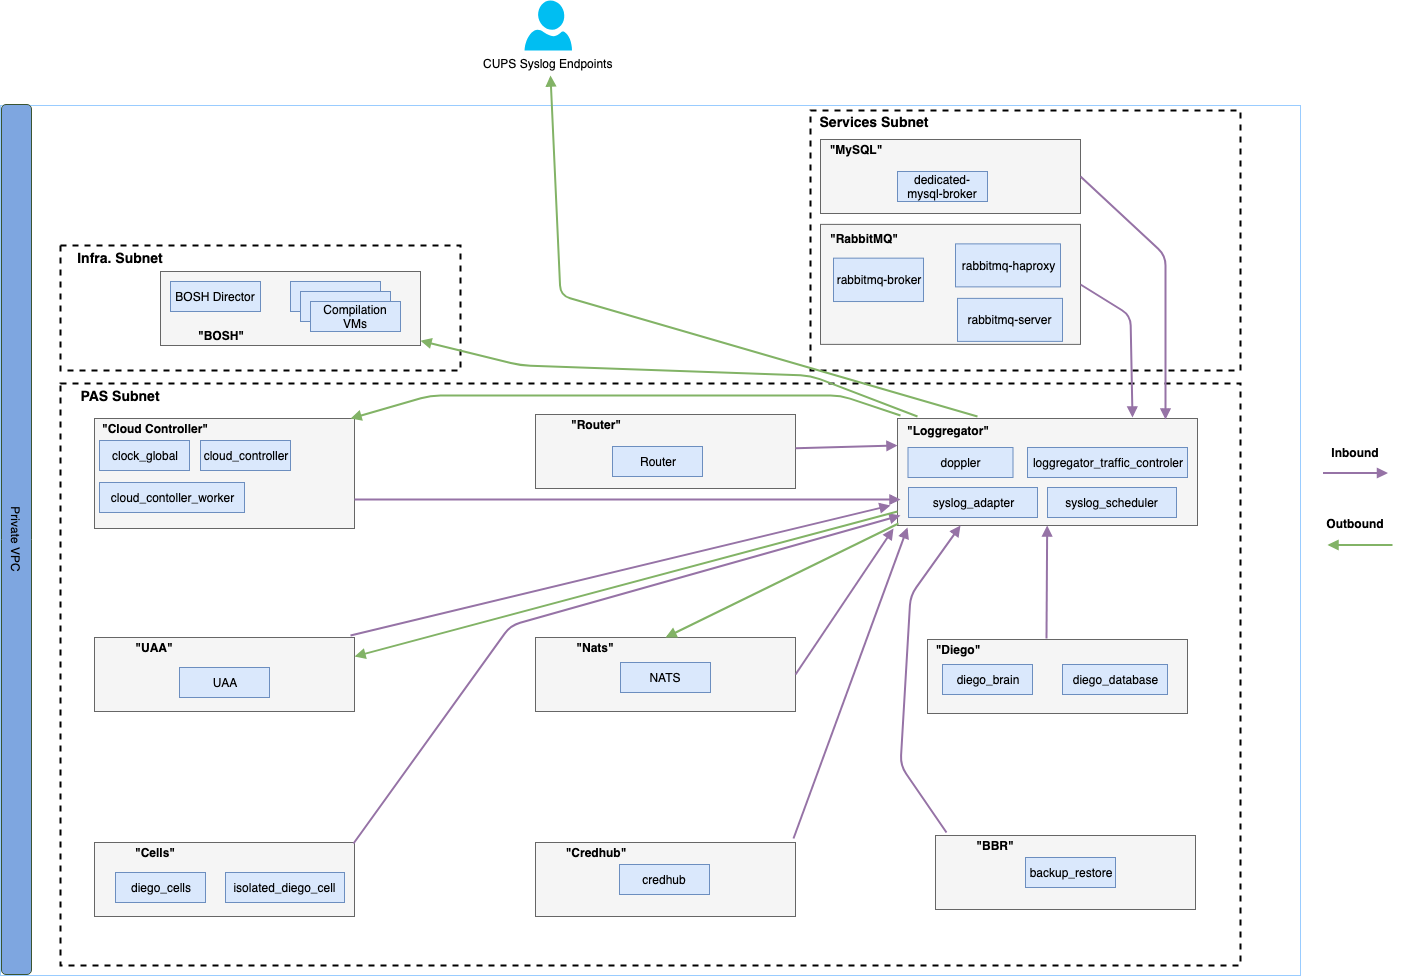 CUPS Syslog Endpoints
Services Subnet
"MySQL"
dedicated-
mysql-broker
"RabbitMQ"
rabbitmq-broker
rabbitmq-haproxy
rabbitmq-server
Infra. Subnet
BOSH Director
Compilation
VMs
"BOSH"
PAS Subnet
"Cloud Controller"
clock_global
cloud_controller
cloud_contoller_worker
"Router"
Router
"Loggregator"
doppler
loggregator_traffic_controler
syslog_adapter
syslog_scheduler
Inbound
Outbound
Private VPC
"UAA"
UAA
"Nats"
NATS
"Diego"
diego_brain
diego_database
"Cells"
diego_cells
isolated_diego_cell
"Credhub"
credhub
"BBR"
backup_restore